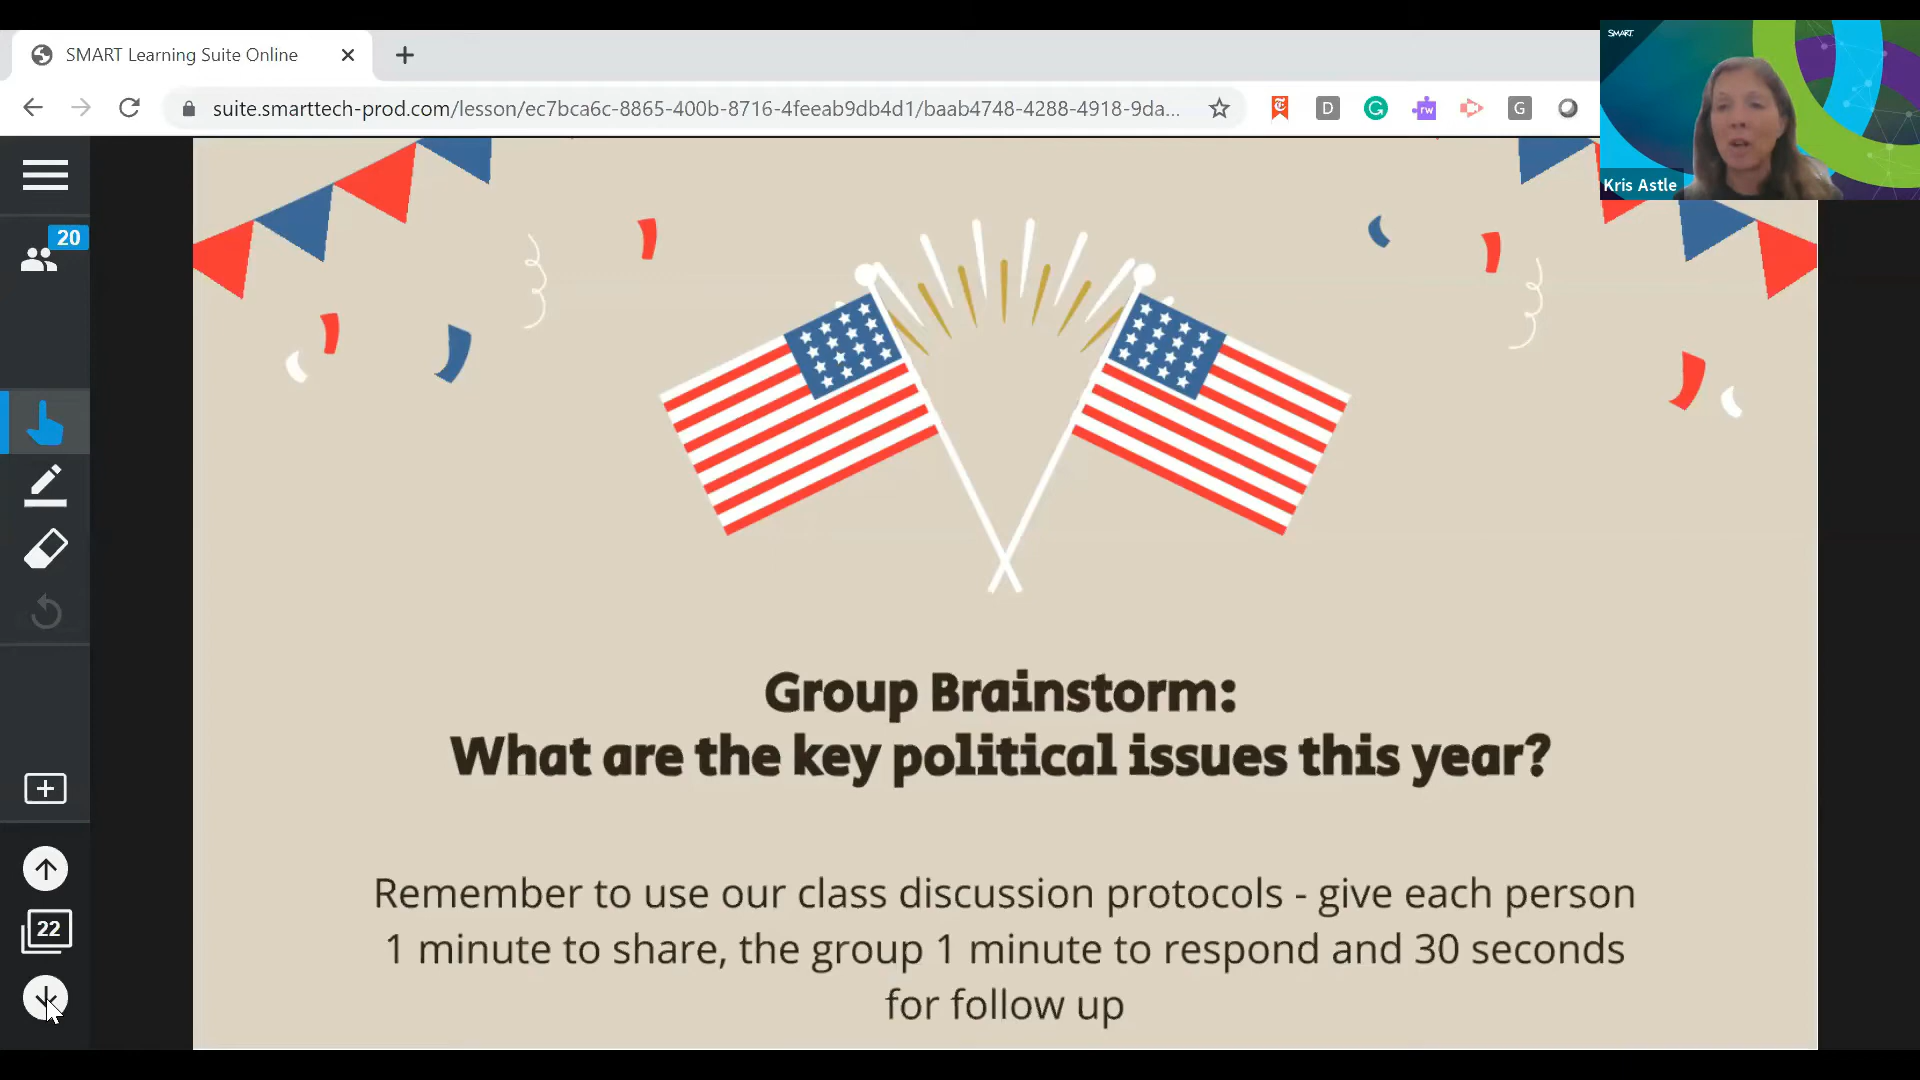 SMART Learning Suite Online
suite.smarttech-prod.com/lesson/ec7bca6c-8865-400b-8716-4feeab9db4d1/baab4748-4288-4918-9da...
D
G
rw
G
SMART
Kris Astle
20
Group Brainstorm:
What are the key political issues this year?
Remember to use our class discussion protocols - give each person
1 minute to share, the group 1 minute to respond and 30 seconds
for follow up
22